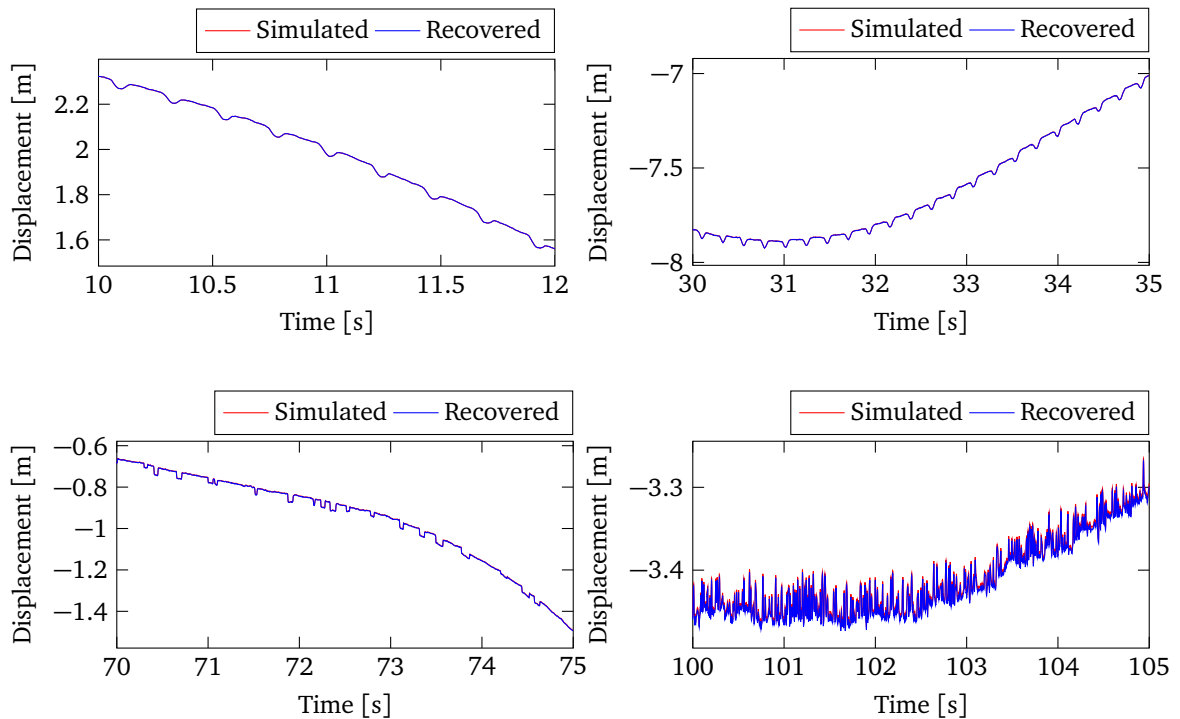 Simulated Recovered
2.2
2
1.8
1.6
Displacement [m]
10 10.5 11 11.5 12
Time [s]
Simulated Recovered
−7
−7.5
−8
Displacement [m]
30 31 32 33 34 35
Time [s]
Simulated Recovered
−0.6
−0.8
−1
−1.2
−1.4
Displacement [m]
70 71 72 73 74 75
Time [s]
Simulated Recovered
−3.3
−3.4
Displacement [m]
100 101 102 103 104 105
Time [s]